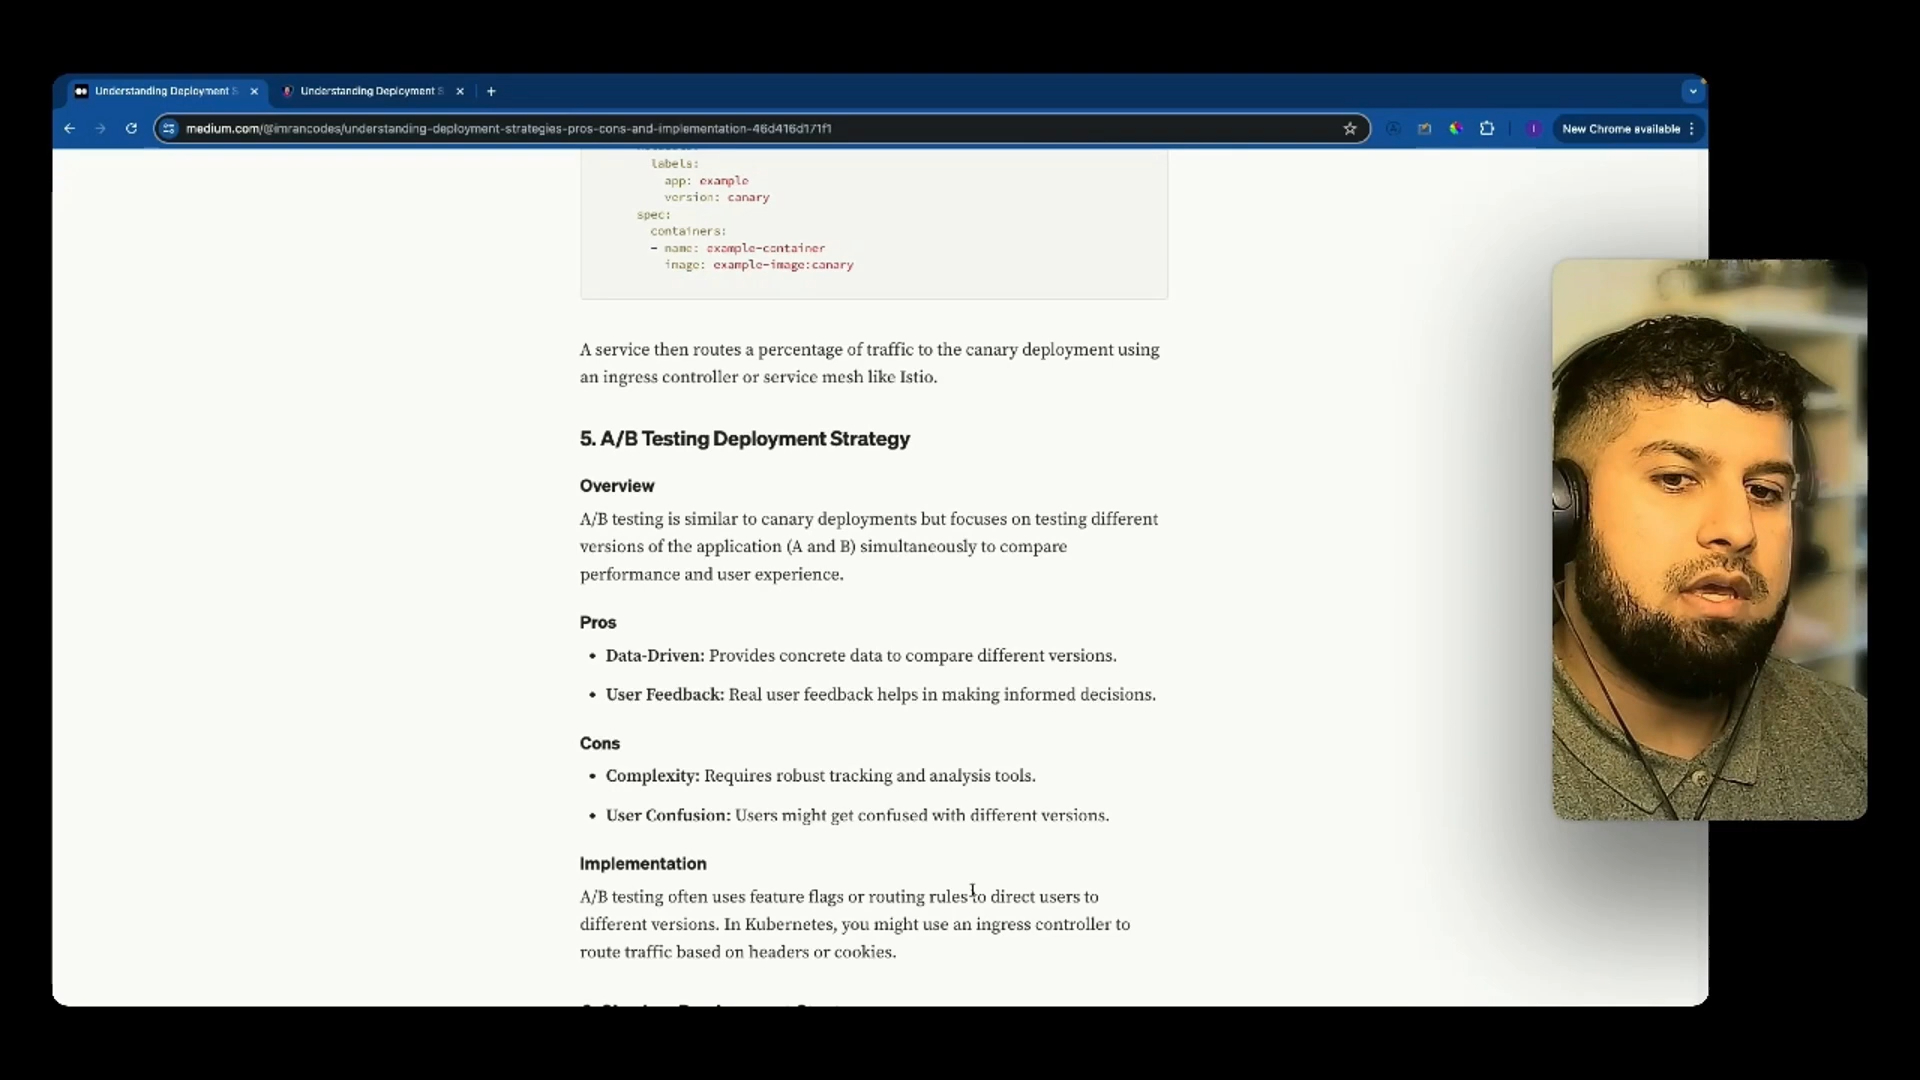 Understanding Deployment S
Understanding Deployment S
medium.com/@imrancodes/understanding-deployment-strategies-pros-cons-and-implementation-46d416d171f1
New Chrome available
labels:
app: example
version: canary
spec:
containers:
- name: example-container
image: example-image:canary
A service then routes a percentage of traffic to the canary deployment using
an ingress controller or service mesh like Istio.
5. A/B Testing Deployment Strategy
Overview
A/B testing is similar to canary deployments but focuses on testing different
versions of the application (A and B) simultaneously to compare
performance and user experience.
Pros
• Data-Driven: Provides concrete data to compare different versions.
• User Feedback: Real user feedback helps in making informed decisions.
Cons
• Complexity: Requires robust tracking and analysis tools.
• User Confusion: Users might get confused with different versions.
Implementation
A/B testing often uses feature flags or routing rules to direct users to
different versions. In Kubernetes, you might use an ingress controller to
route traffic based on headers or cookies.